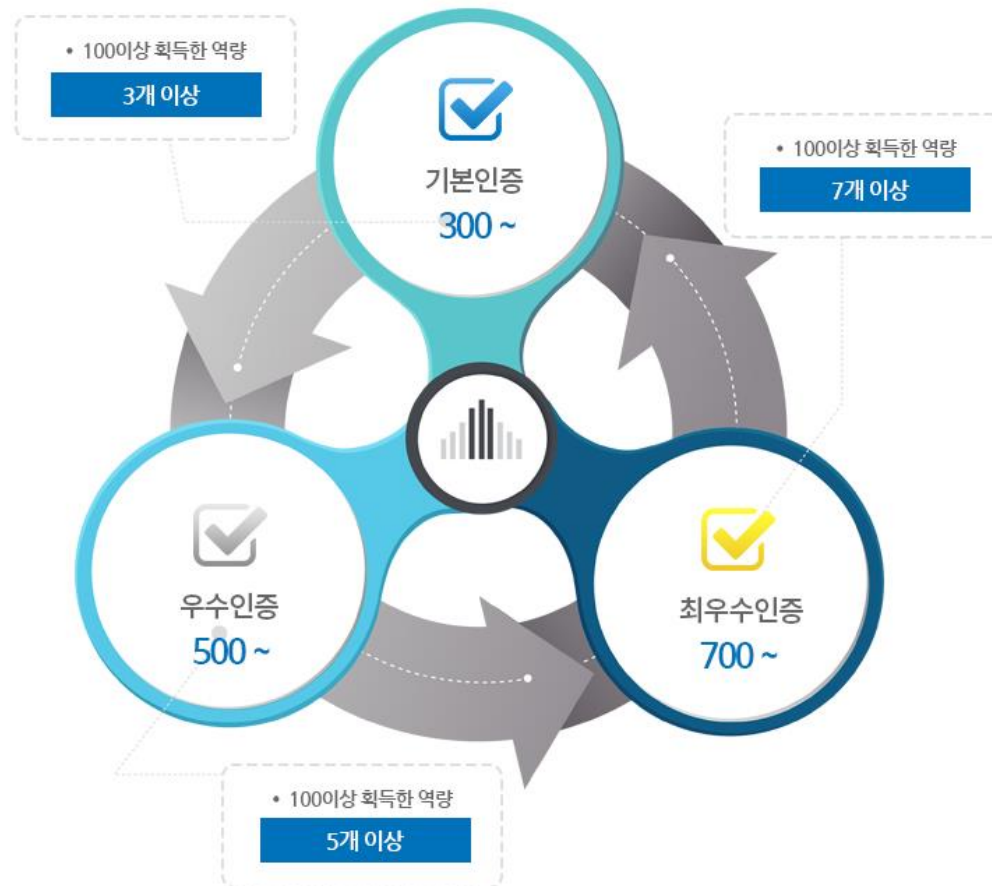 • 100이상 획득한 역량
3개 이상
기본인증
300 ~
• 100이상 획득한 역량
7개 이상
우수인증
500 ~
최우수인증
700 ~
• 100이상 획득한 역량
5개 이상